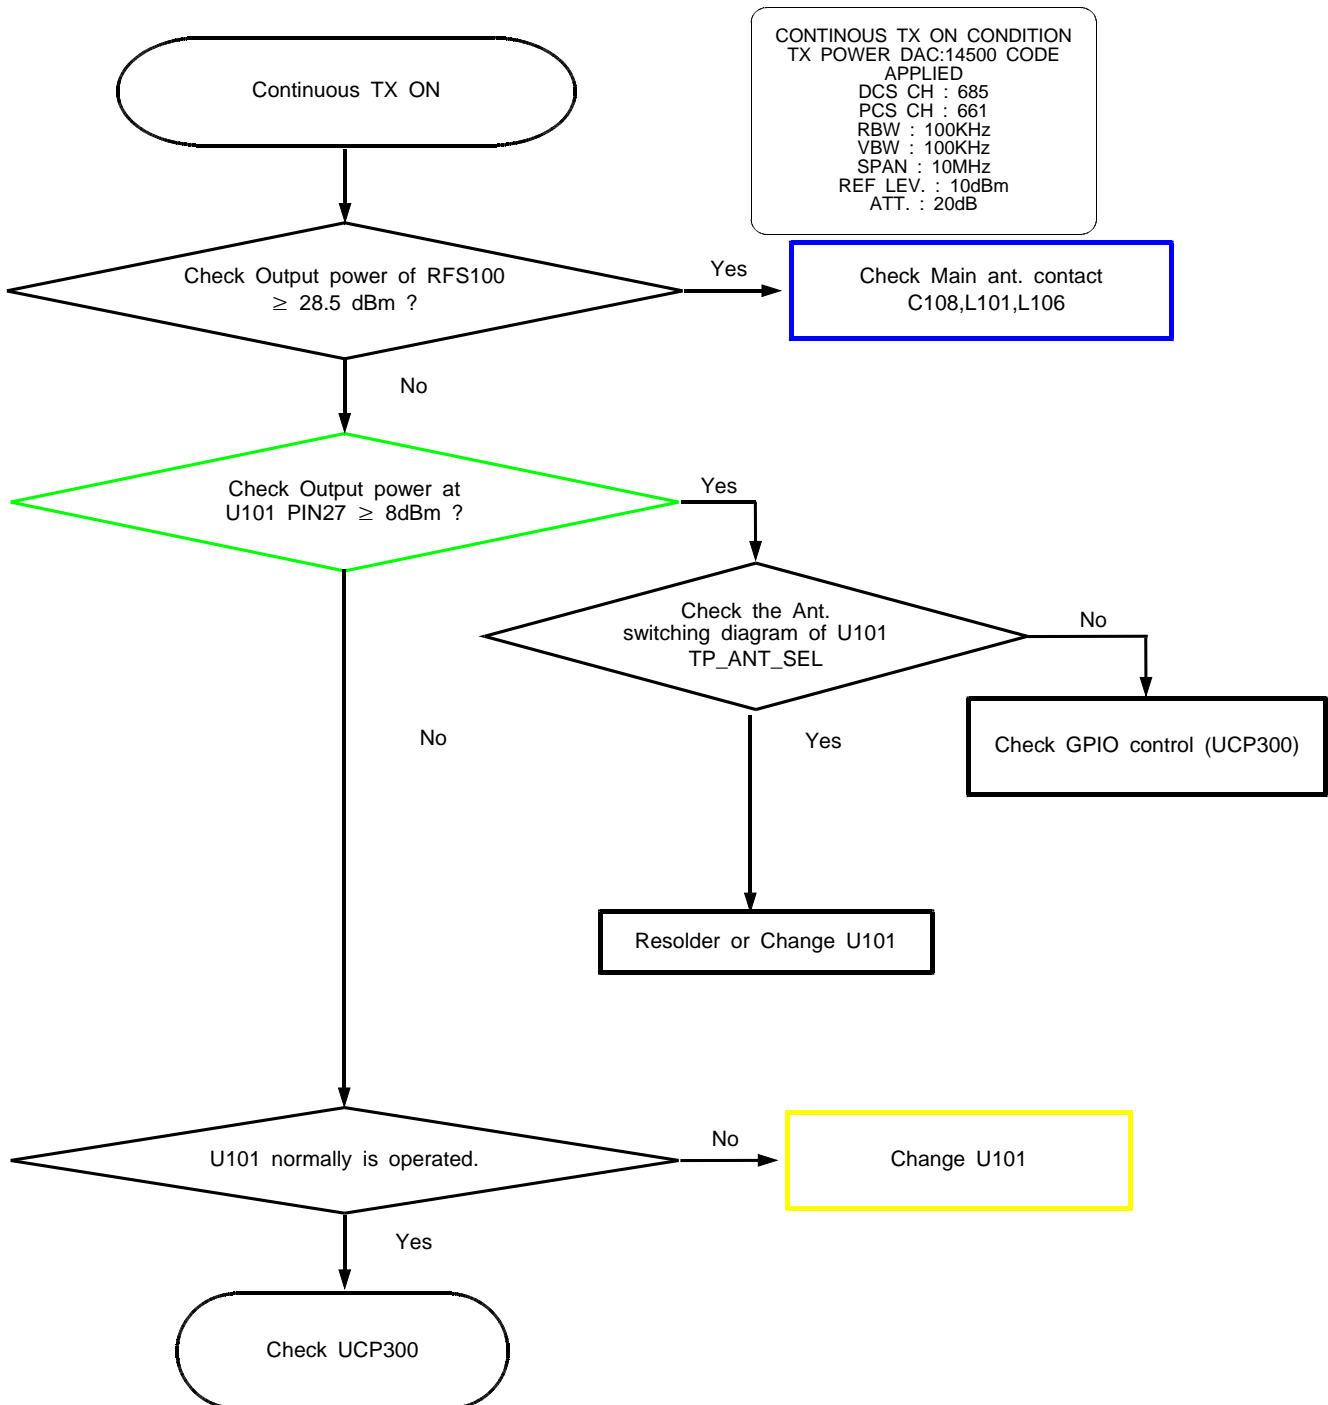 CONTINOUS TX ON CONDITION
TX POWER DAC:14500 CODE
APPLIED
DCS CH : 685
PCS CH : 661
RBW : 100KHz
VBW : 100KHz
SPAN : 10MHz
REF LEV. : 10dBm
ATT. : 20dB
Continuous TX ON
Check Output power of RFS100
≥ 28.5 dBm ?
Yes
Check Main ant. contact
C108,L101,L106
No
Check Output power at
U101 PIN27 ≥ 8dBm ?
Yes
Check the Ant.
switching diagram of U101
TP_ANT_SEL
No
Check GPIO control (UCP300)
No
Yes
Resolder or Change U101
U101 normally is operated.
No
Change U101
Yes
Check UCP300